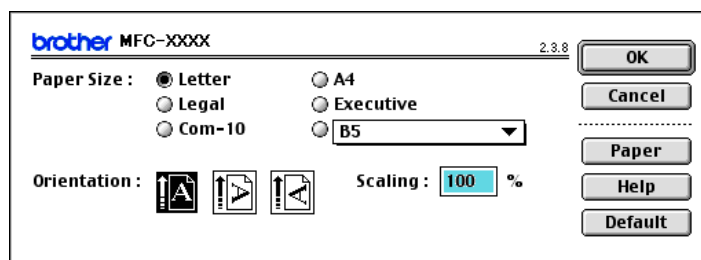 brother MFC-XXXX 2.3.8
OK
Paper Size : Letter A4
Cancel
Legal Executive
Com-10 B5
Paper
Orientation : A A A Scaling : 100 %
Help
Default